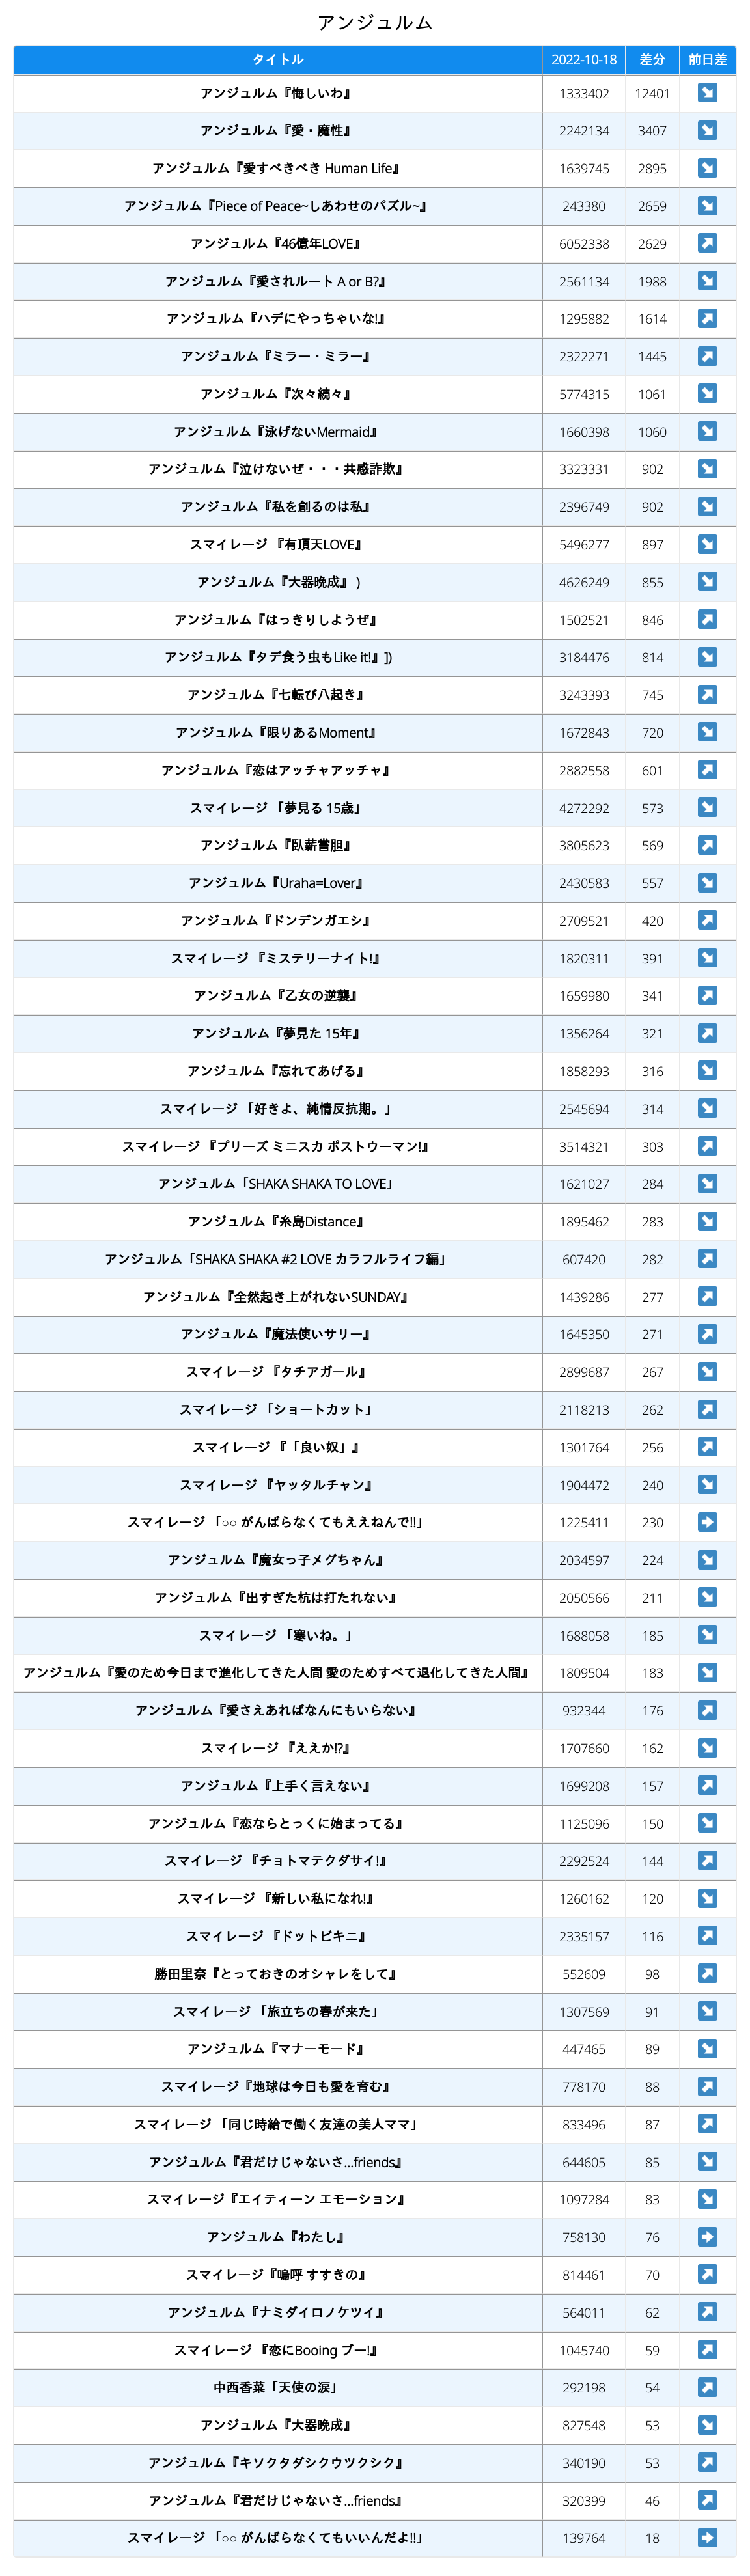 アンジュルム
タイトル 2022-10-18 差分 前日差
アンジュルム『悔しいわ』 1333402 12401 ↘
アンジュルム『愛・魔性』 2242134 3407 ↘
アンジュルム『愛すべきべき Human Life』 1639745 2895 ↘
アンジュルム『Piece of Peace~しあわせのパズル~』 243380 2659 ↘
アンジュルム『46億年LOVE』 6052338 2629 ↗
アンジュルム『愛されルート A or B?』 2561134 1988 ↘
アンジュルム『ハデにやっちゃいな!』 1295882 1614 ↗
アンジュルム『ミラー・ミラー』 2322271 1445 ↗
アンジュルム『次々続々』 5774315 1061 ↘
アンジュルム『泳げないMermaid』 1660398 1060 ↘
アンジュルム『泣けないぜ・・・共感詐欺』 3323331 902 ↘
アンジュルム『私を創るのは私』 2396749 902 ↘
スマイレージ 『有頂天LOVE』 5496277 897 ↘
アンジュルム『大器晩成』 ) 4626249 855 ↘
アンジュルム『はっきりしようぜ』 1502521 846 ↗
アンジュルム『タデ食う虫もLike it!』]) 3184476 814 ↘
アンジュルム『七転び八起き』 3243393 745 ↗
アンジュルム『限りあるMoment』 1672843 720 ↘
アンジュルム『恋はアッチャアッチャ』 2882558 601 ↗
スマイレージ 「夢見る 15歳」 4272292 573 ↘
アンジュルム『臥薪嘗胆』 3805623 569 ↗
アンジュルム『Uraha=Lover』 2430583 557 ↘
アンジュルム『ドンデンガエシ』 2709521 420 ↗
スマイレージ 『ミステリーナイト!』 1820311 391 ↘
アンジュルム『乙女の逆襲』 1659980 341 ↗
アンジュルム『夢見た 15年』 1356264 321 ↗
アンジュルム『忘れてあげる』 1858293 316 ↘
スマイレージ 「好きよ、純情反抗期。」 2545694 314 ↘
スマイレージ 『プリーズ ミニスカ ポストウーマン!』 3514321 303 ↗
アンジュルム「SHAKA SHAKA TO LOVE」 1621027 284 ↘
アンジュルム『糸島Distance』 1895462 283 ↘
アンジュルム「SHAKA SHAKA #2 LOVE カラフルライフ編」 607420 282 ↗
アンジュルム『全然起き上がれないSUNDAY』 1439286 277 ↗
アンジュルム『魔法使いサリー』 1645350 271 ↗
スマイレージ 『タチアガール』 2899687 267 ↘
スマイレージ 「ショートカット」 2118213 262 ↗
スマイレージ 『「良い奴」』 1301764 256 ↗
スマイレージ 『ヤッタルチャン』 1904472 240 ↘
スマイレージ 「○○ がんばらなくてもええねんで!!」 1225411 230 ➡
アンジュルム『魔女っ子メグちゃん』 2034597 224 ↘
アンジュルム『出すぎた杭は打たれない』 2050566 211 ↘
スマイレージ 「寒いね。」 1688058 185 ↘
アンジュルム『愛のため今日まで進化してきた人間 愛のためすべて退化してきた人間』 1809504 183 ↘
アンジュルム『愛さえあればなんにもいらない』 932344 176 ↗
スマイレージ 『ええか!?』 1707660 162 ↘
アンジュルム『上手く言えない』 1699208 157 ↗
アンジュルム『恋ならとっくに始まってる』 1125096 150 ↘
スマイレージ 『チョトマテクダサイ!』 2292524 144 ↗
スマイレージ 『新しい私になれ!』 1260162 120 ↘
スマイレージ 『ドットビキニ』 2335157 116 ↗
勝田里奈『とっておきのオシャレをして』 552609 98 ↗
スマイレージ 「旅立ちの春が来た」 1307569 91 ↘
アンジュルム『マナーモード』 447465 89 ↘
スマイレージ『地球は今日も愛を育む』 778170 88 ↗
スマイレージ 「同じ時給で働く友達の美人ママ」 833496 87 ↗
アンジュルム『君だけじゃないさ...friends』 644605 85 ↘
スマイレージ『エイティーン エモーション』 1097284 83 ↘
アンジュルム『わたし』 758130 76 ➡
スマイレージ『嗚呼 すすきの』 814461 70 ↗
アンジュルム『ナミダイロノケツイ』 564011 62 ↗
スマイレージ 『恋にBooing ブー!』 1045740 59 ↗
中西香菜「天使の涙」 292198 54 ↗
アンジュルム『大器晩成』 827548 53 ↘
アンジュルム『キソクタダシクウツクシク』 340190 53 ↗
アンジュルム『君だけじゃないさ...friends』 320399 46 ↗
スマイレージ 「○○ がんばらなくてもいいんだよ!!」 139764 18 ➡